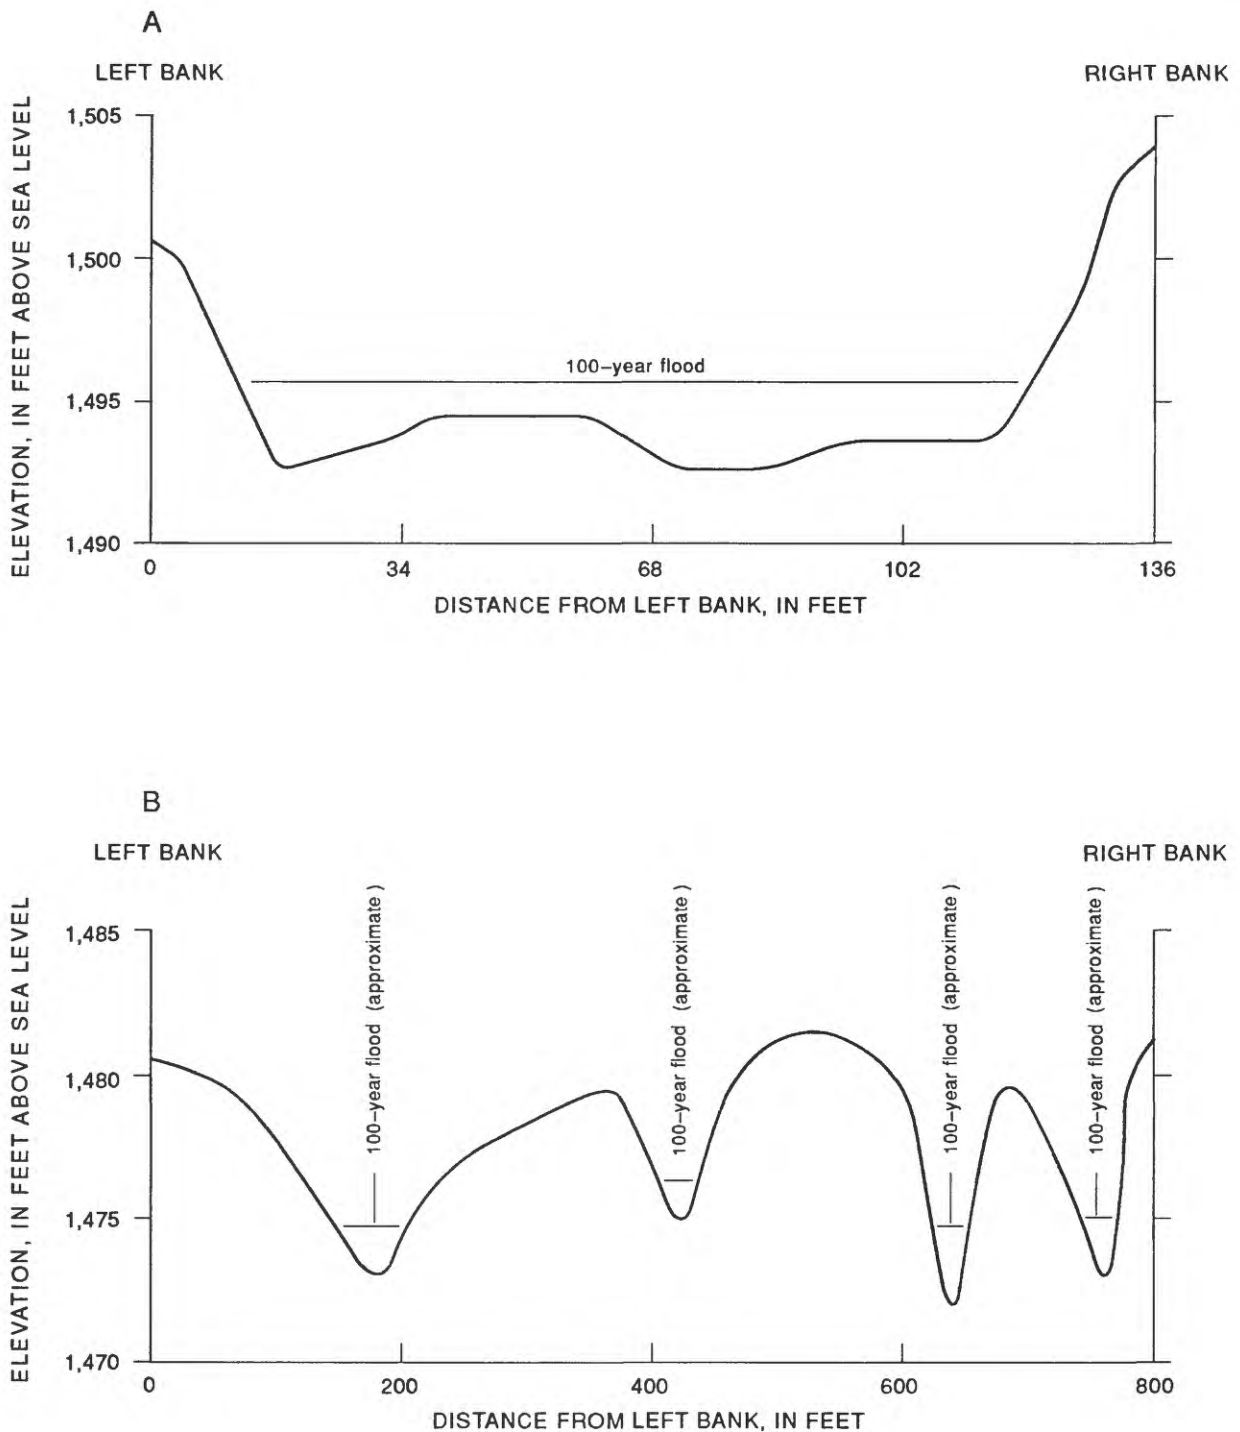 A
LEFT BANK
RIGHT BANK
ELEVATION, IN FEET ABOVE SEA LEVEL
1,505
1,500
1,495
1,490
100-year flood
0
34
68
102
136
DISTANCE FROM LEFT BANK, IN FEET
B
LEFT BANK
RIGHT BANK
ELEVATION, IN FEET ABOVE SEA LEVEL
1,485
1,480
1,475
1,470
100-year flood (approximate )
100-year flood (approximate )
100-year flood (approximate )
100-year flood (approximate )
0
200
400
600
800
DISTANCE FROM LEFT BANK, IN FEET